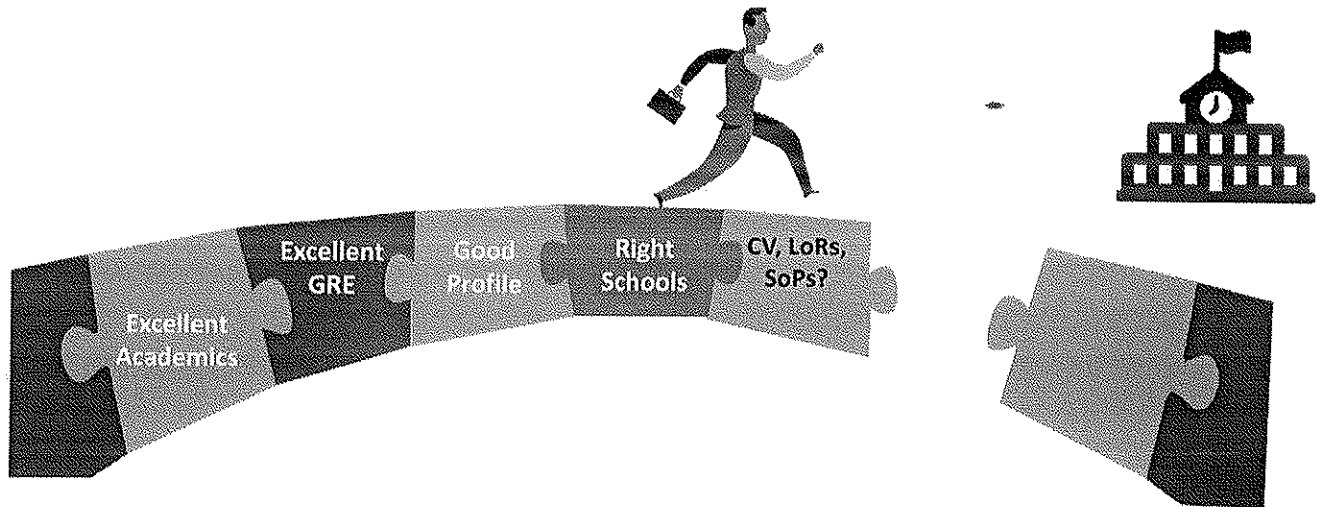 Excellent
Academics
Excellent
GRE
Good
Profile
Right
Schools
CV, LoRs,
SoPs?